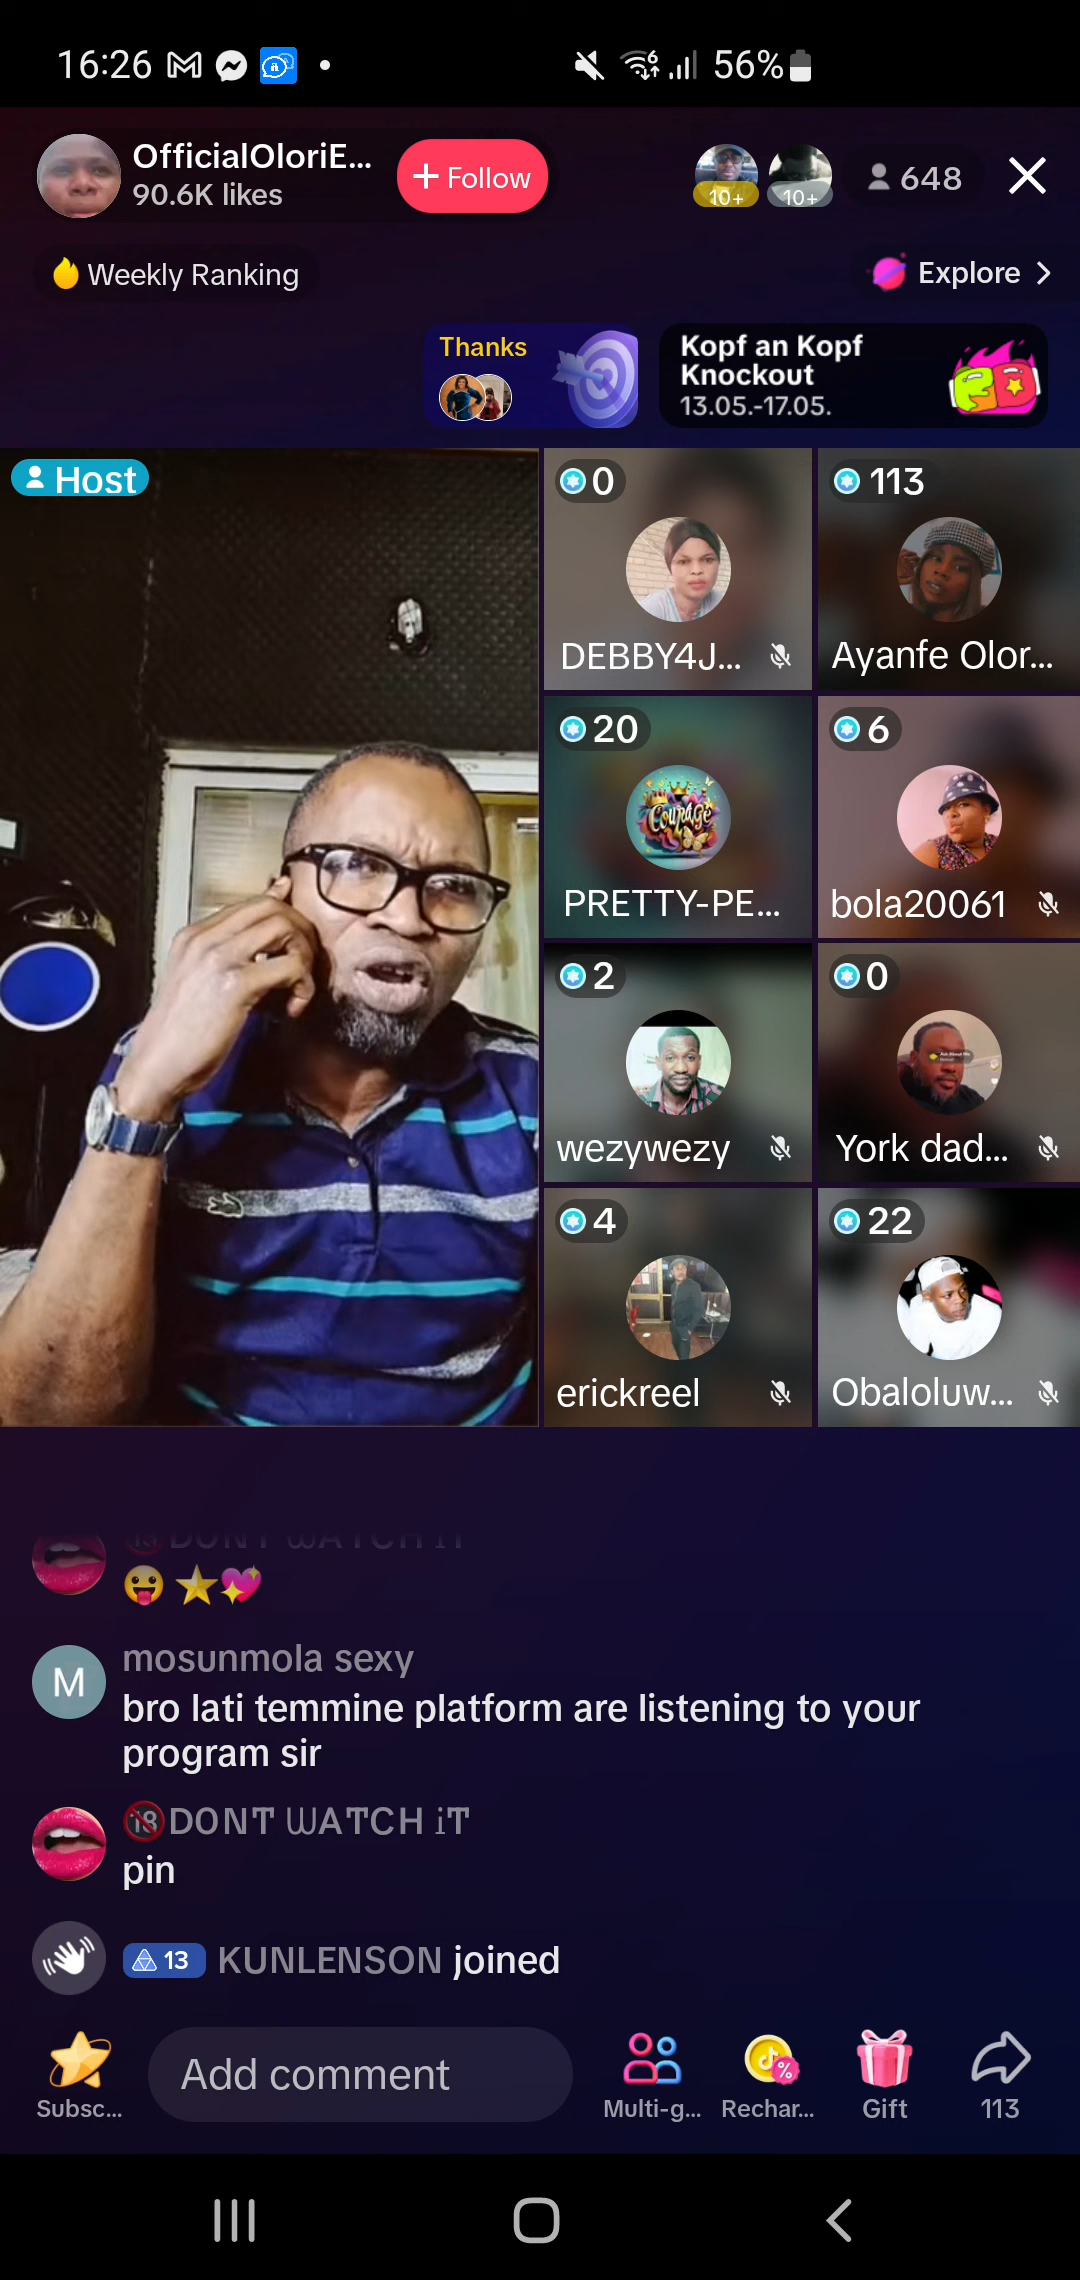 16:26
56%
OfficialOloriE...
90.6K likes
+ Follow
10+
10+
648
Weekly Ranking
Explore
Thanks
Kopf an Kopf
Knockout
13.05.-17.05.
Host
0
DEBBY4J...
113
Ayanfe Olor...
20
Courage
PRETTY-PE...
6
bola20061
2
wezywezy
0
York dad...
4
erickreel
22
Obaloluw...
🔞DONT WATCH iT
😛 ⭐💖
M
mosunmola sexy
bro lati temmine platform are listening to your
program sir
🔞DONT WATCH iT
pin
13 KUNLENSON joined
Subsc...
Add comment
Multi-g...
Rechar...
Gift
113